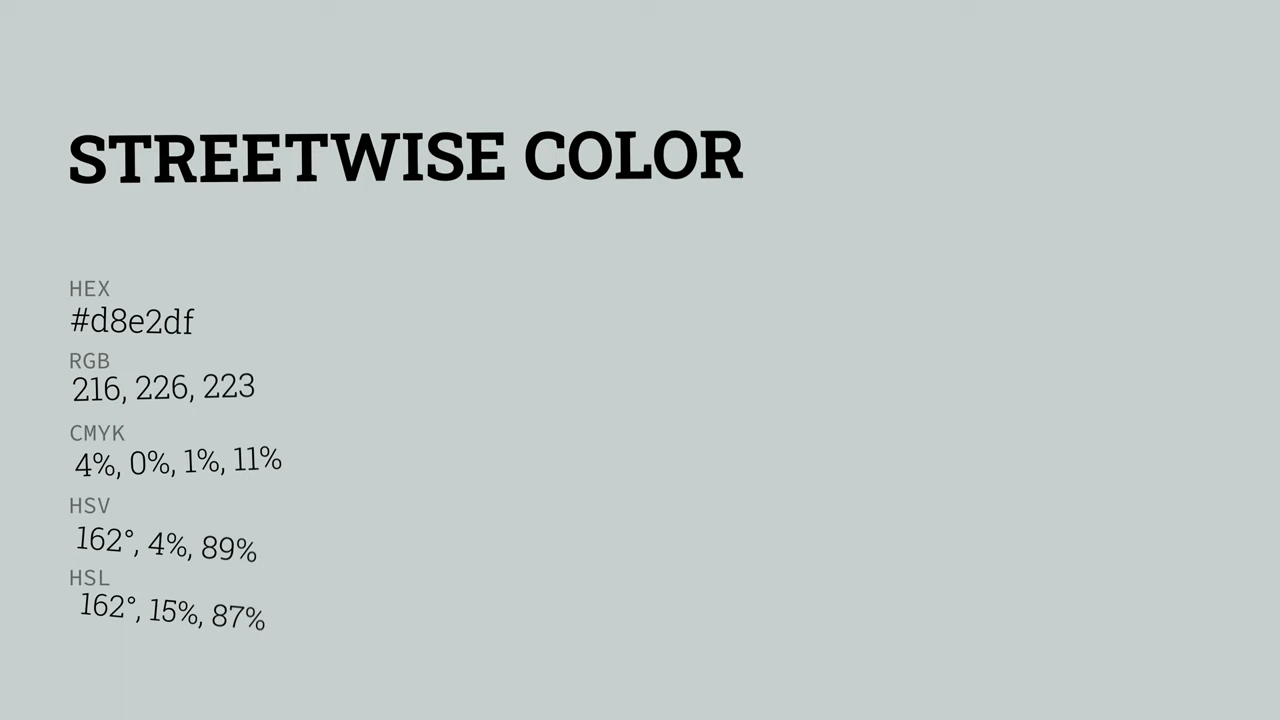 STREETWISE COLOR
HEX
#d8e2df
RGB
216, 226, 223
CMYK
4%, 0%, 1%, 11%
HSV
162°, 4%, 89%
HSL
162°, 15%, 87%